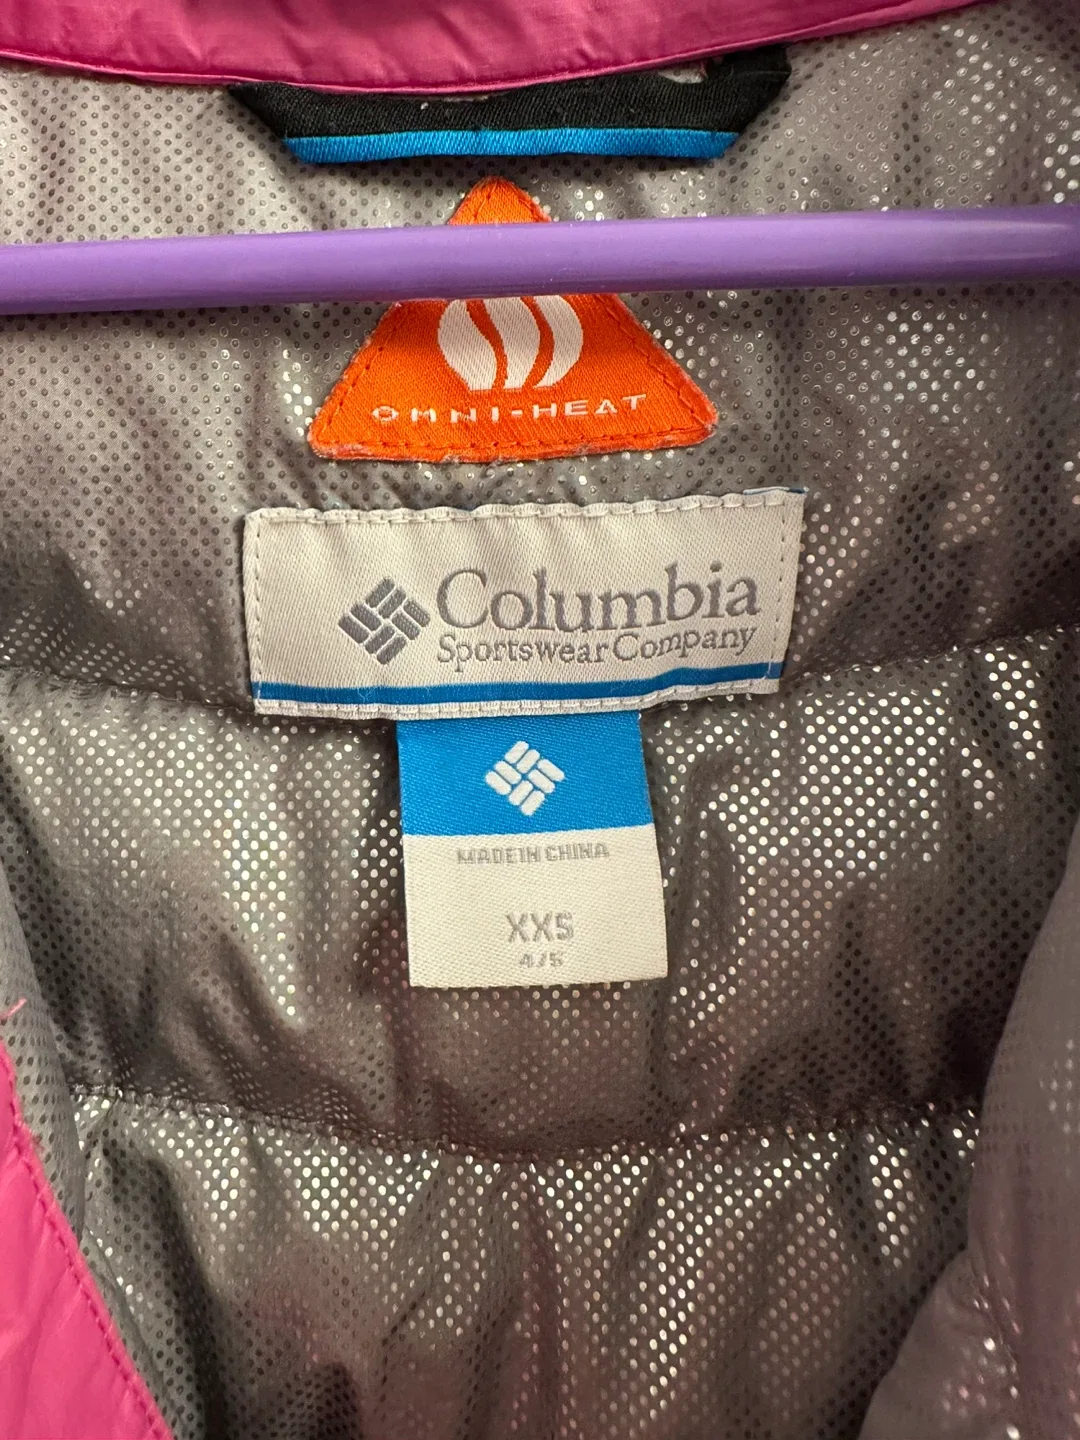 OMNI-HEAT
Columbia
Sportswear Company
MADE IN CHINA
XXS
4/5